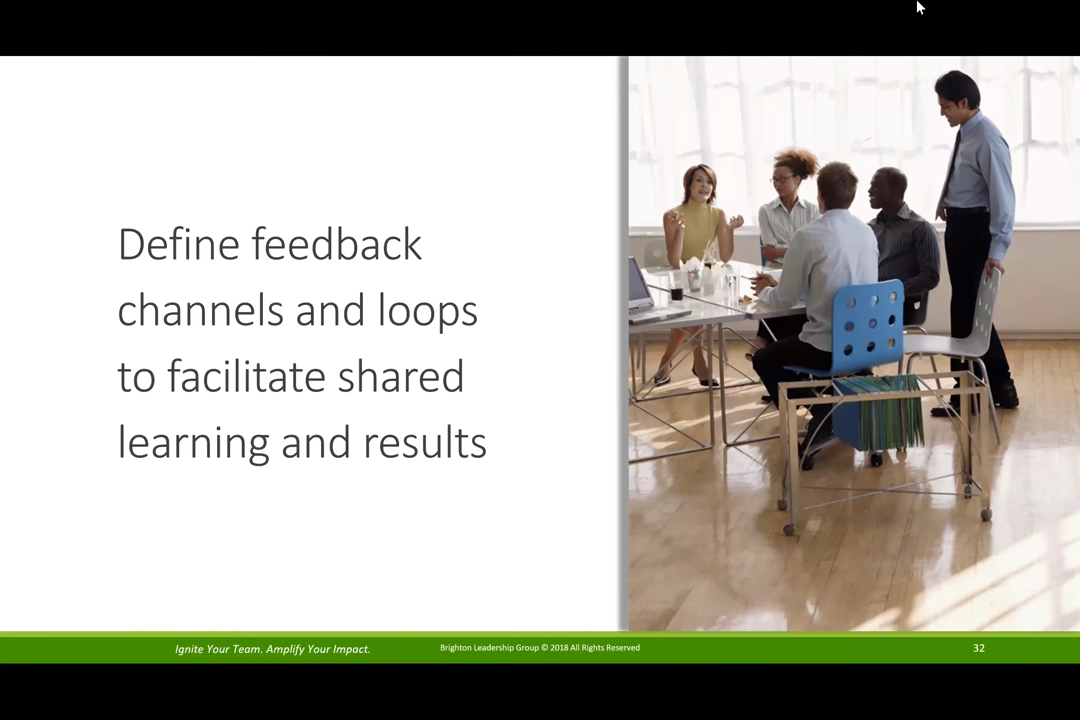 Define feedback
channels and loops
to facilitate shared
learning and results
Ignite Your Team. Amplify Your Impact.
Brighton Leadership Group © 2018 All Rights Reserved
32